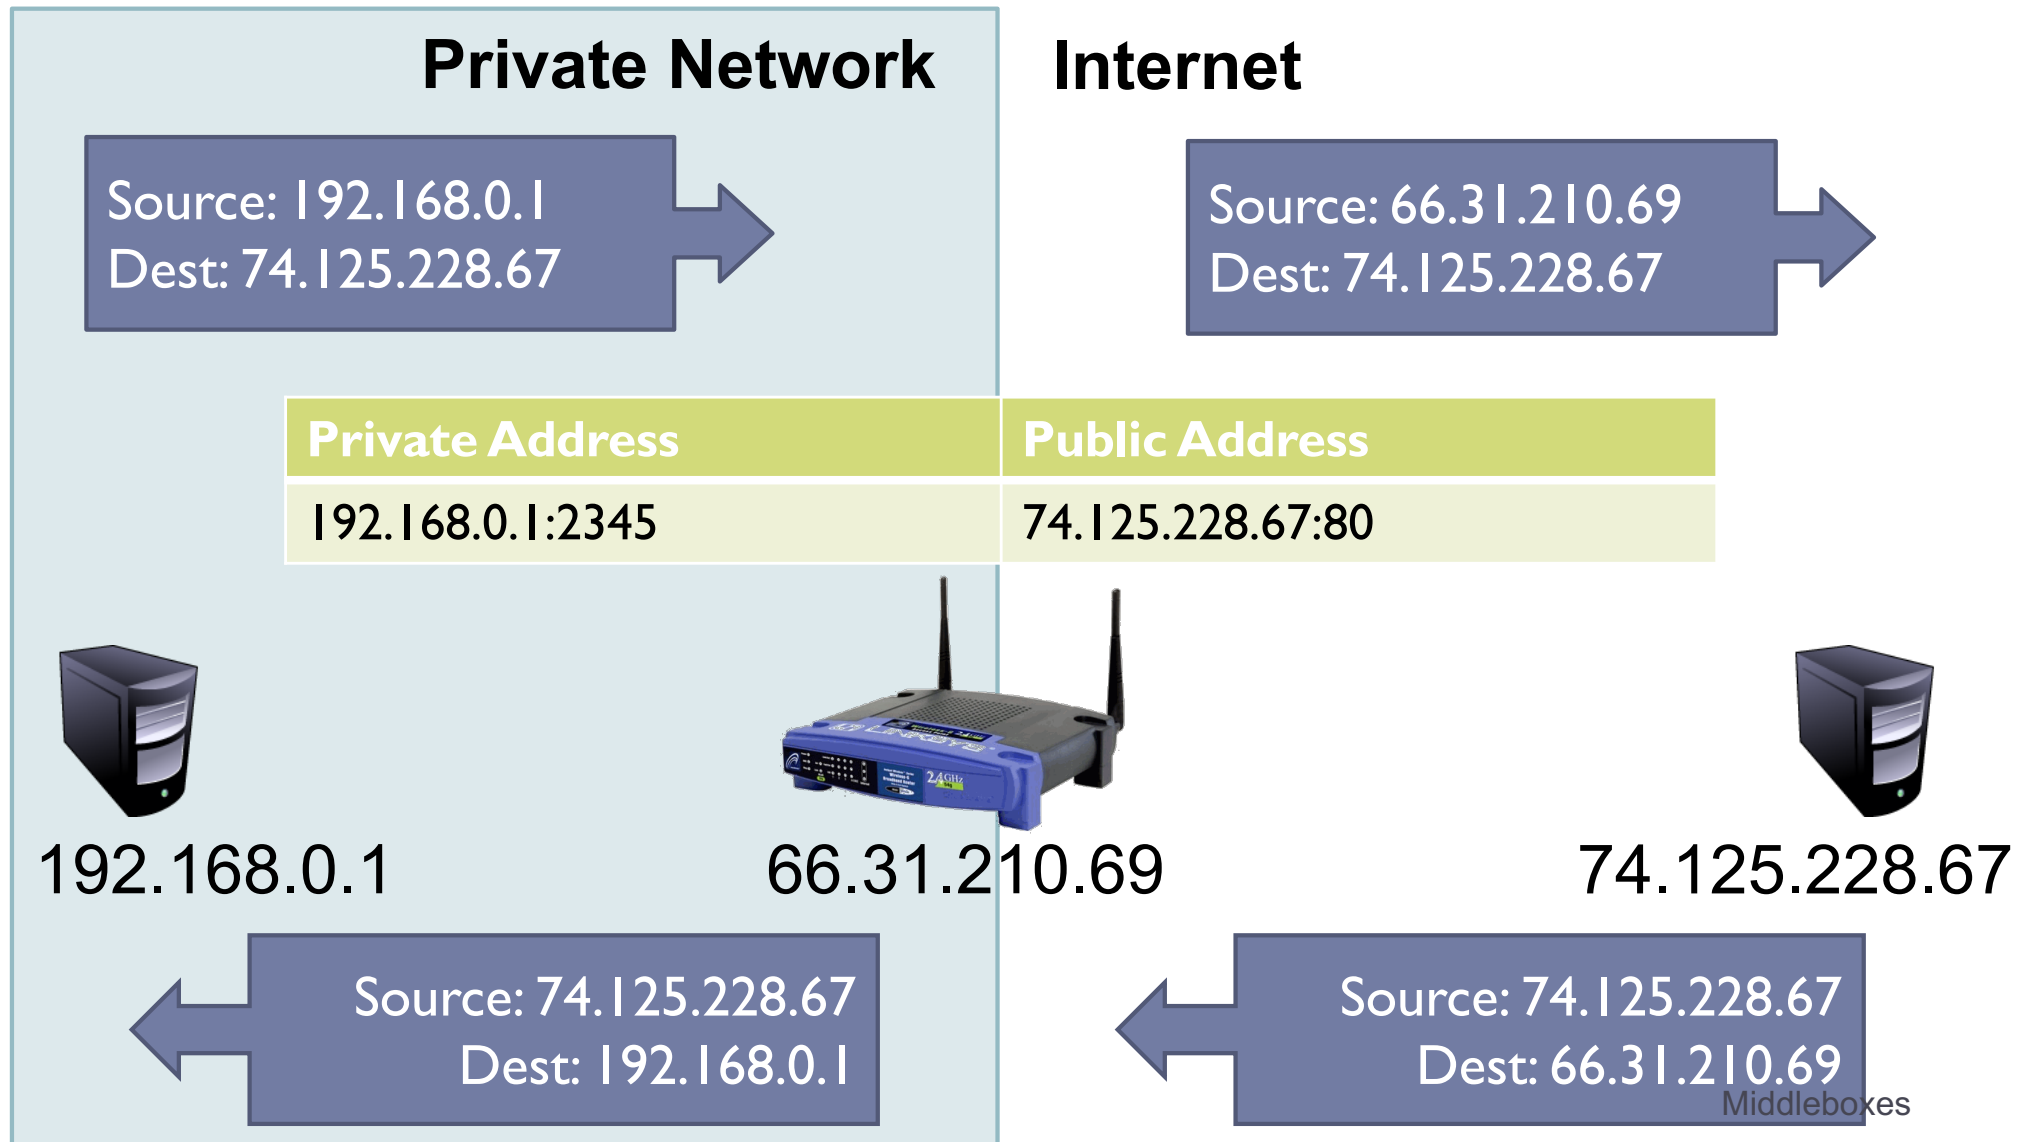 Private Network
Internet
Source: 192.168.0.1
Dest: 74.125.228.67
Source: 66.31.210.69
Dest: 74.125.228.67
Private Address
Public Address
192.168.0.1:2345
74.125.228.67:80
LINKSYS
2.4GHz
192.168.0.1
66.31.210.69
74.125.228.67
Source: 74.125.228.67
Dest: 192.168.0.1
Source: 74.125.228.67
Dest: 66.31.210.69
Middleboxes